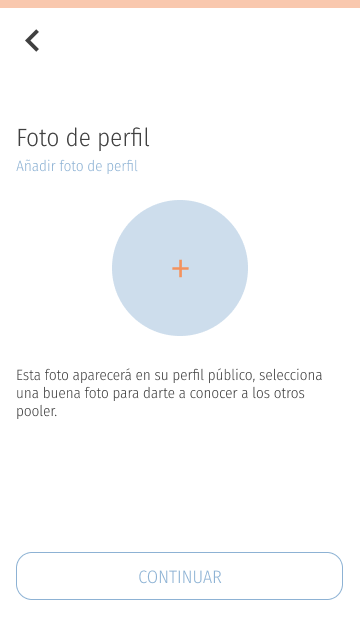 Foto de perfil
Añadir foto de perfil
+
Esta foto aparecerá en su perfil público, selecciona
una buena foto para darte a conocer a los otros
pooler.
CONTINUAR